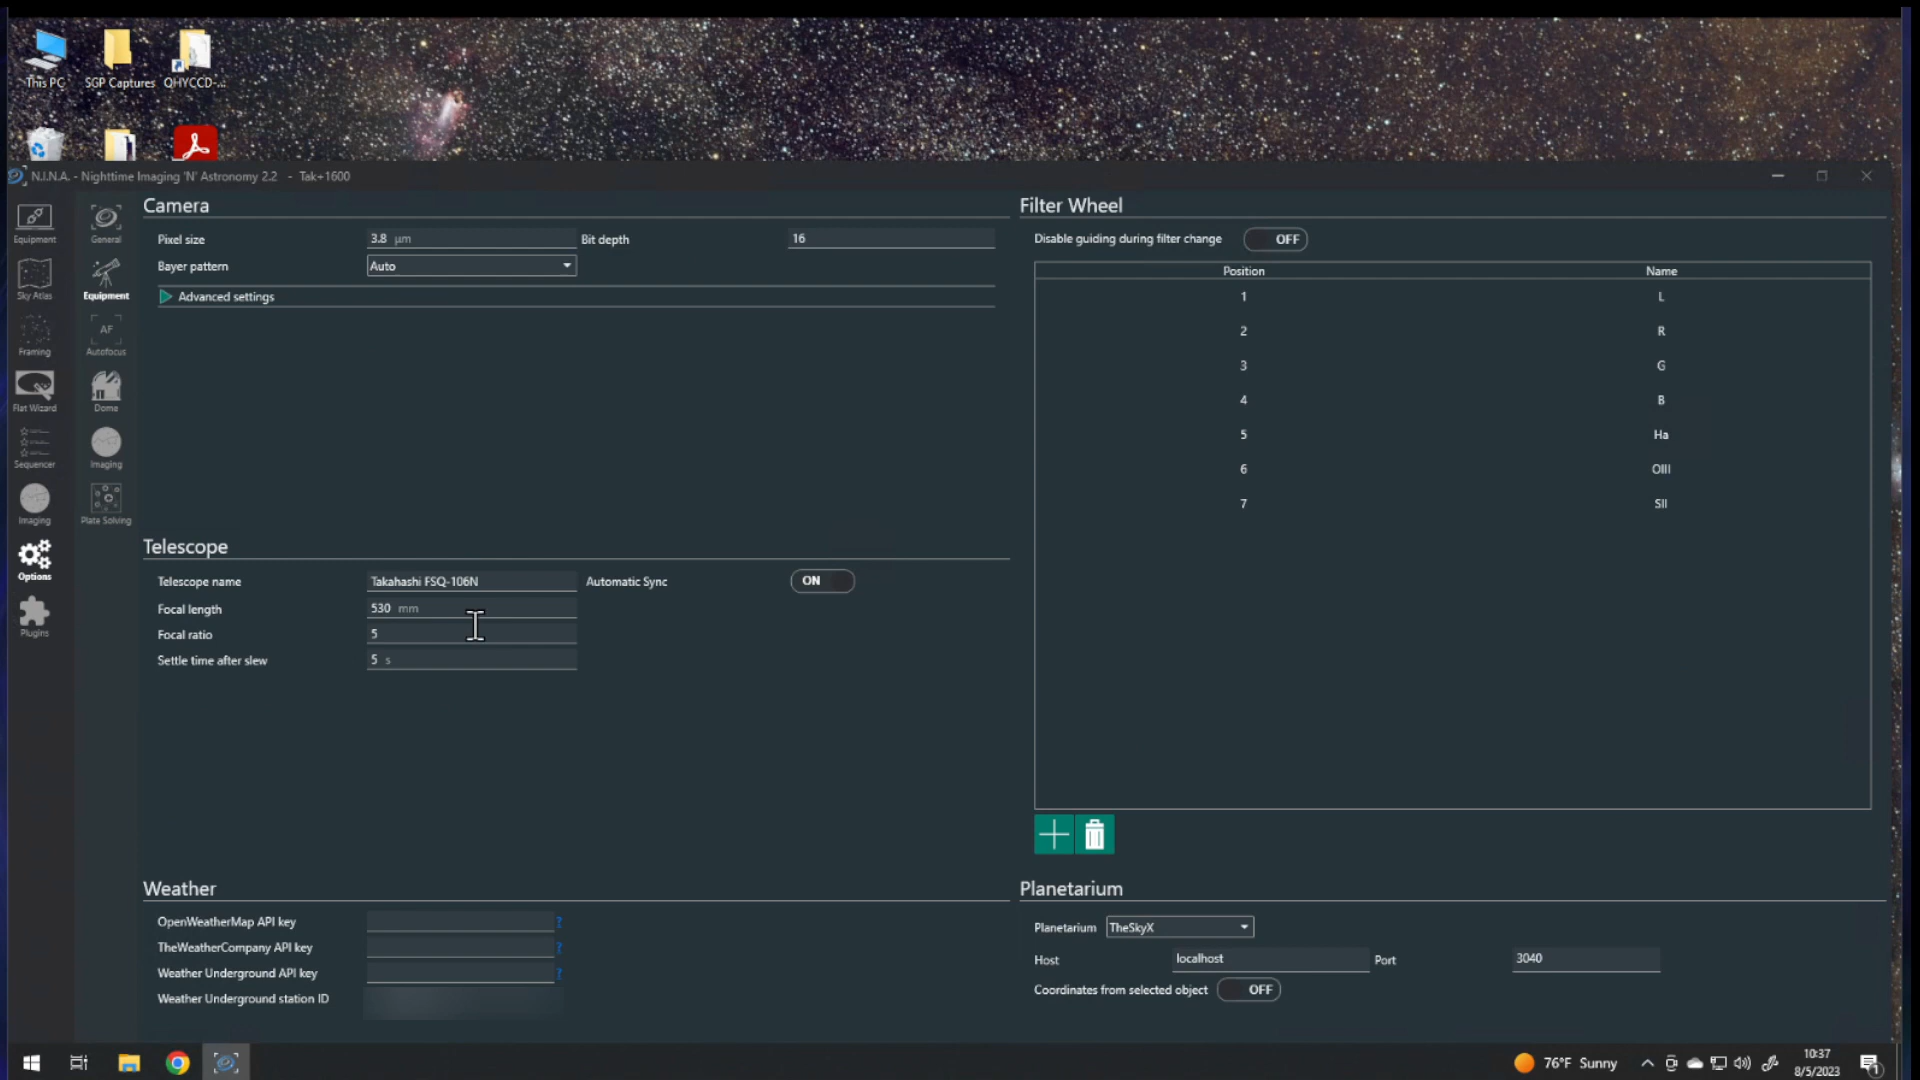 This PC
SGP Captures
QHYCCD-...
N.I.N.A. - Nighttime Imaging 'N' Astronomy 2.2 - Tak+1600
Equipment
Sky Atlas
Framing
Flat Wizard
Sequencer
Imaging
Options
Plugins
General
Equipment
AF
Autofocus
Dome
Imaging
Plate Solving
Camera
Pixel size 3.8 µm Bit depth 16
Bayer pattern Auto
Advanced settings
Telescope
Telescope name Takahashi FSQ-106N Automatic Sync ON
Focal length 530 mm
Focal ratio 5
Settle time after slew 5 s
Weather
OpenWeatherMap API key ?
TheWeatherCompany API key ?
Weather Underground API key ?
Weather Underground station ID
Filter Wheel
Disable guiding during filter change OFF
Position Name
1 L
2 R
3 G
4 B
5 Ha
6 OIII
7 SII
Planetarium
Planetarium TheSkyX
Host localhost Port 3040
Coordinates from selected object OFF
76°F Sunny
10:37
8/5/2023
1